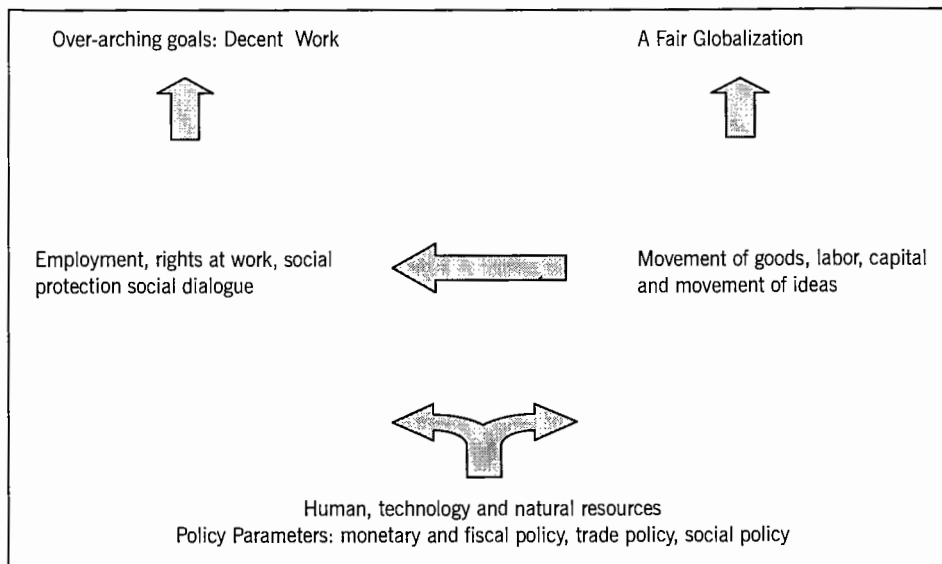 Over-arching goals: Decent Work
A Fair Globalization
Employment, rights at work, social
protection social dialogue
Movement of goods, labor, capital
and movement of ideas
Human, technology and natural resources
Policy Parameters: monetary and fiscal policy, trade policy, social policy